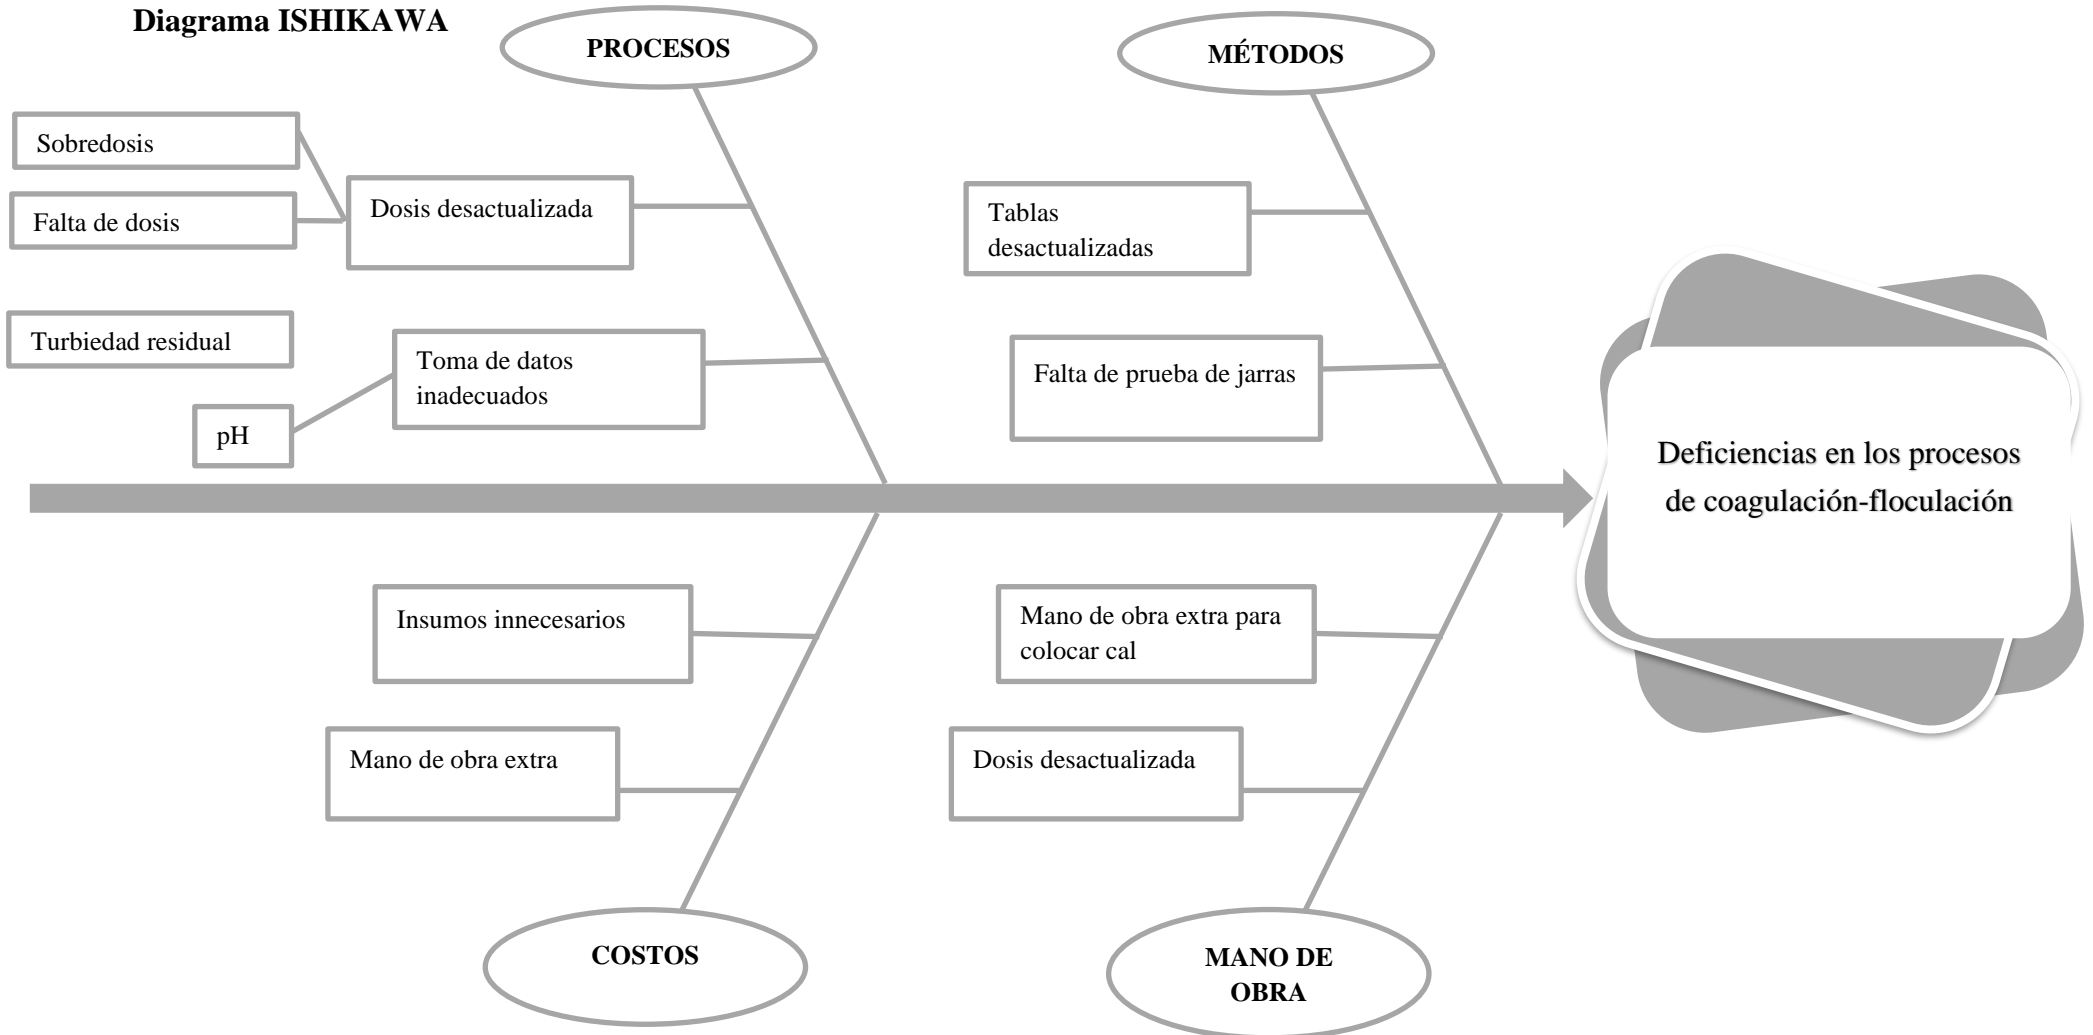 Diagrama ISHIKAWA
PROCESOS
MÉTODOS
Sobredosis
Falta de dosis
Dosis desactualizada
Tablas
desactualizadas
Turbiedad residual
Toma de datos
inadecuados
Falta de prueba de jarras
pH
Deficiencias en los procesos
de coagulación-floculación
Insumos innecesarios
Mano de obra extra para
colocar cal
Mano de obra extra
Dosis desactualizada
COSTOS
MANO DE
OBRA